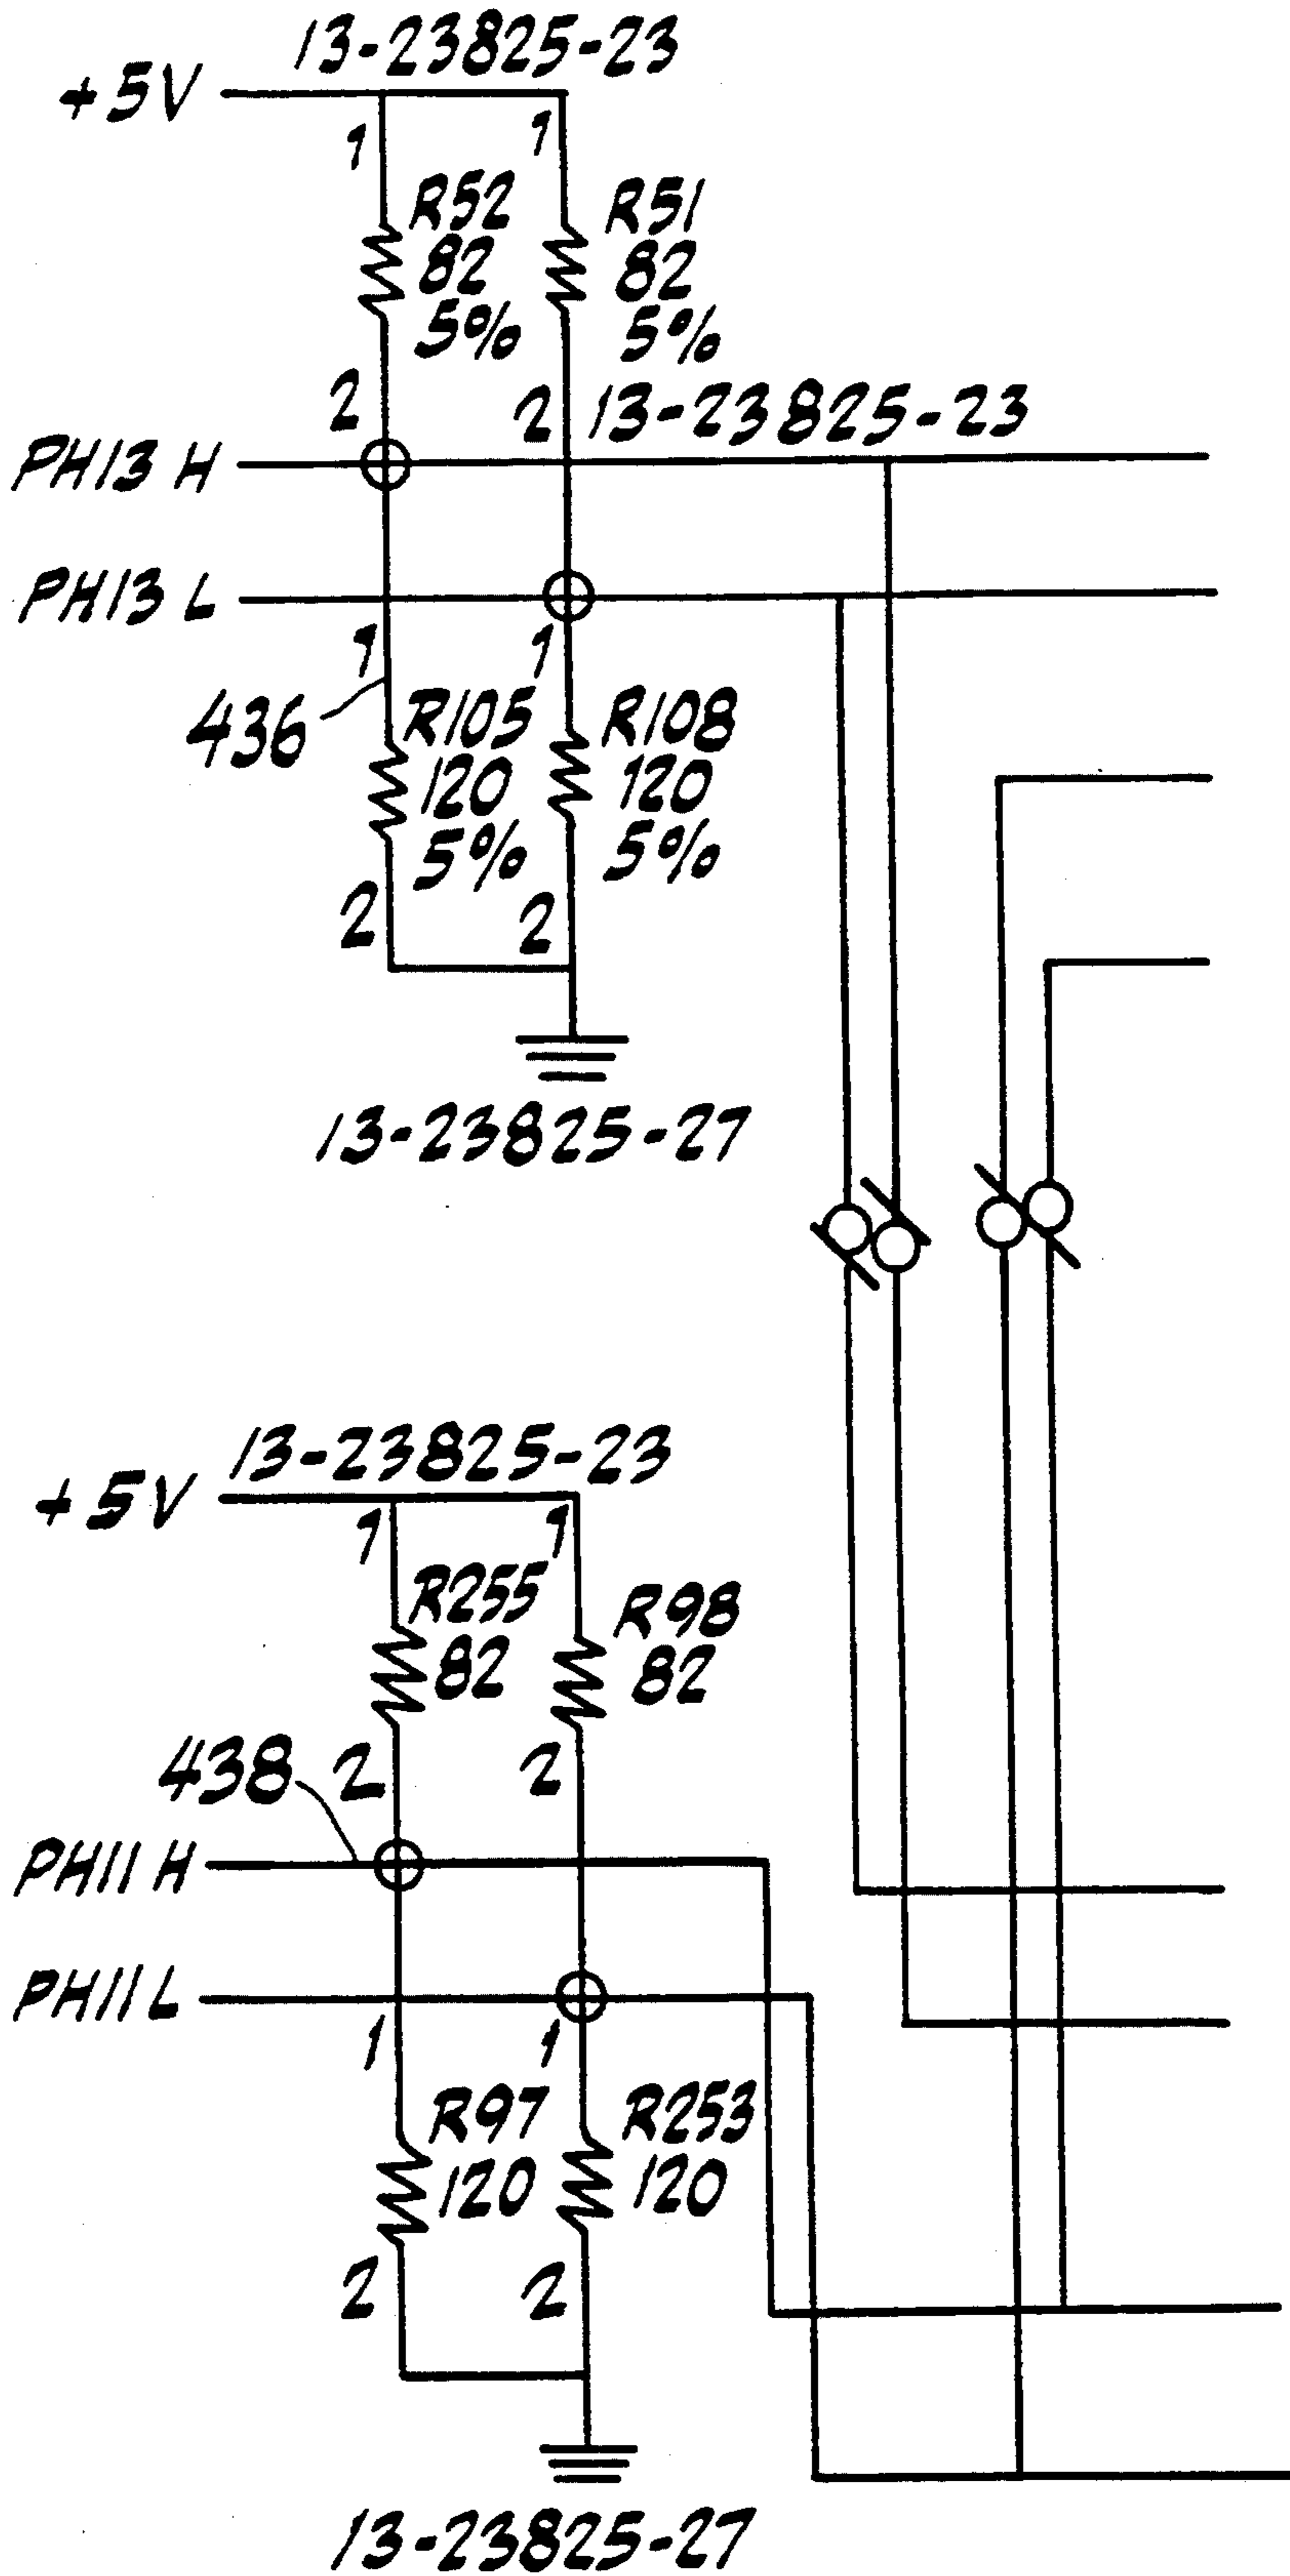 13-23825-23
+5V
1 1
R52 R51
82 82
5% 5%
2 2 13-23825-23
PH13 H
PH13 L
1 1
436 R105 R108
120 120
5% 5%
2 2
13-23825-27
13-23825-23
+5V
1 1
R255 R98
82 82
438 2 2
PH11 H
PH11 L
1 1
R97 R253
120 120
2 2
13-23825-27